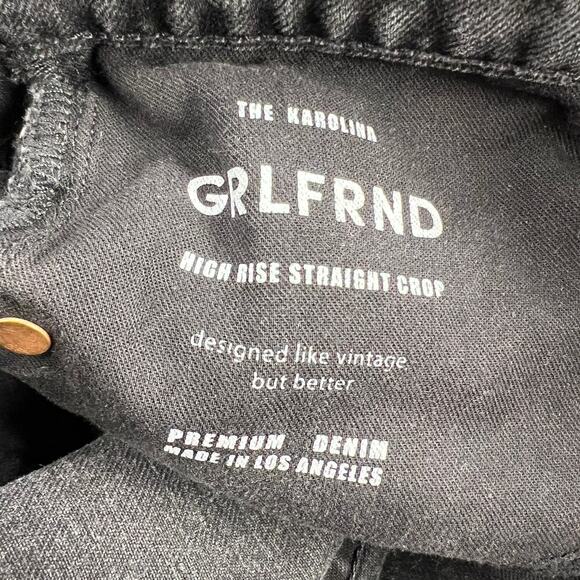 THE KAROLINA
GRLFRND
HIGH RISE STRAIGHT CROP
designed like vintage
but better
PREMIUM DENIM
MADE IN LOS ANGELES